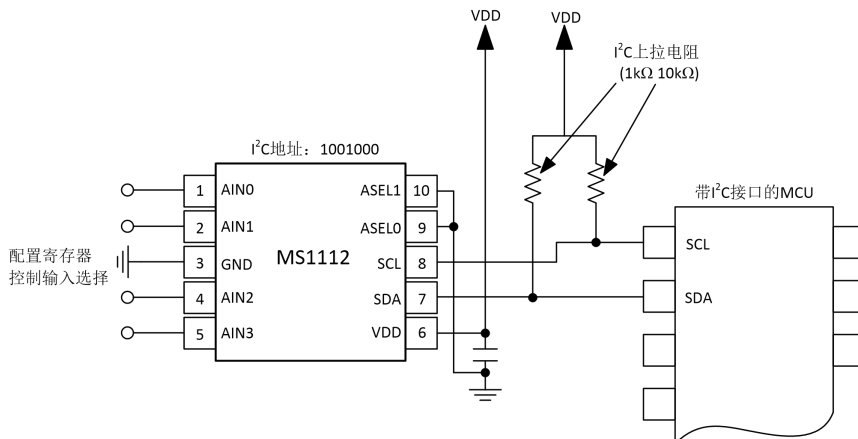 VDD
VDD
I²C上拉电阻
(1kΩ 10kΩ)
I²C地址：1001000
带I²C接口的MCU
1 AIN0
ASEL1 10
2 AIN1
ASEL0 9
配置寄存器
控制输入选择
3 GND
MS1112
SCL 8
4 AIN2
SDA 7
5 AIN3
VDD 6
SCL
SDA